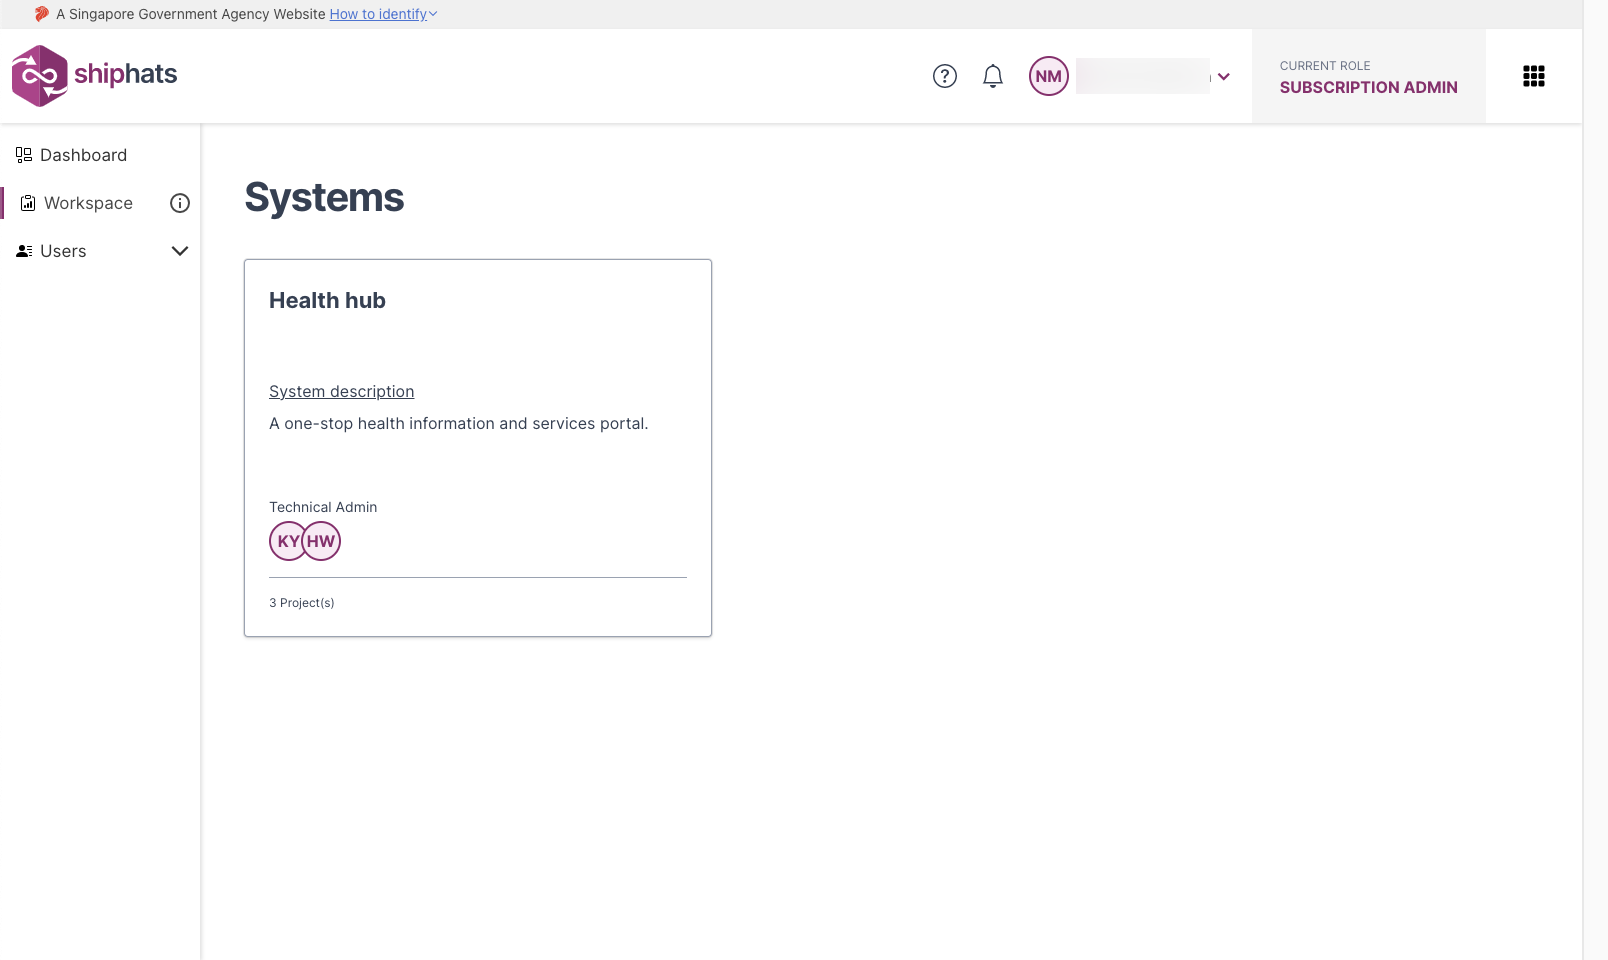 A Singapore Government Agency Website How to identify
shiphats
NM
CURRENT ROLE
SUBSCRIPTION ADMIN
Dashboard
Workspace
Users
Systems
Health hub
System description
A one-stop health information and services portal.
Technical Admin
KY HW
3 Project(s)